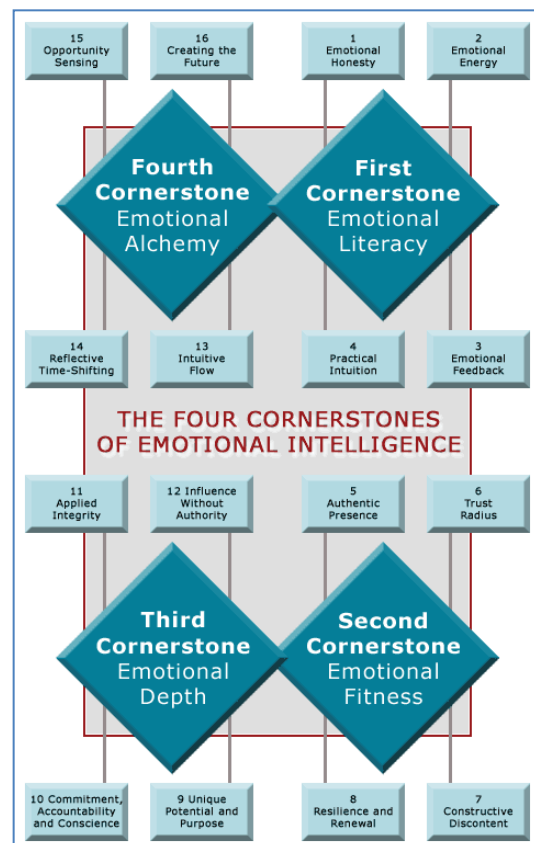 15
Opportunity
Sensing
16
Creating the
Future
1
Emotional
Honesty
2
Emotional
Energy
Fourth
Cornerstone
Emotional
Alchemy
First
Cornerstone
Emotional
Literacy
14
Reflective
Time-Shifting
13
Intuitive
Flow
4
Practical
Intuition
3
Emotional
Feedback
THE FOUR CORNERSTONES
OF EMOTIONAL INTELLIGENCE
11
Applied
Integrity
12 Influence
Without
Authority
5
Authentic
Presence
6
Trust
Radius
Third
Cornerstone
Emotional
Depth
Second
Cornerstone
Emotional
Fitness
10 Commitment,
Accountability
and Conscience
9 Unique
Potential and
Purpose
8
Resilience and
Renewal
7
Constructive
Discontent